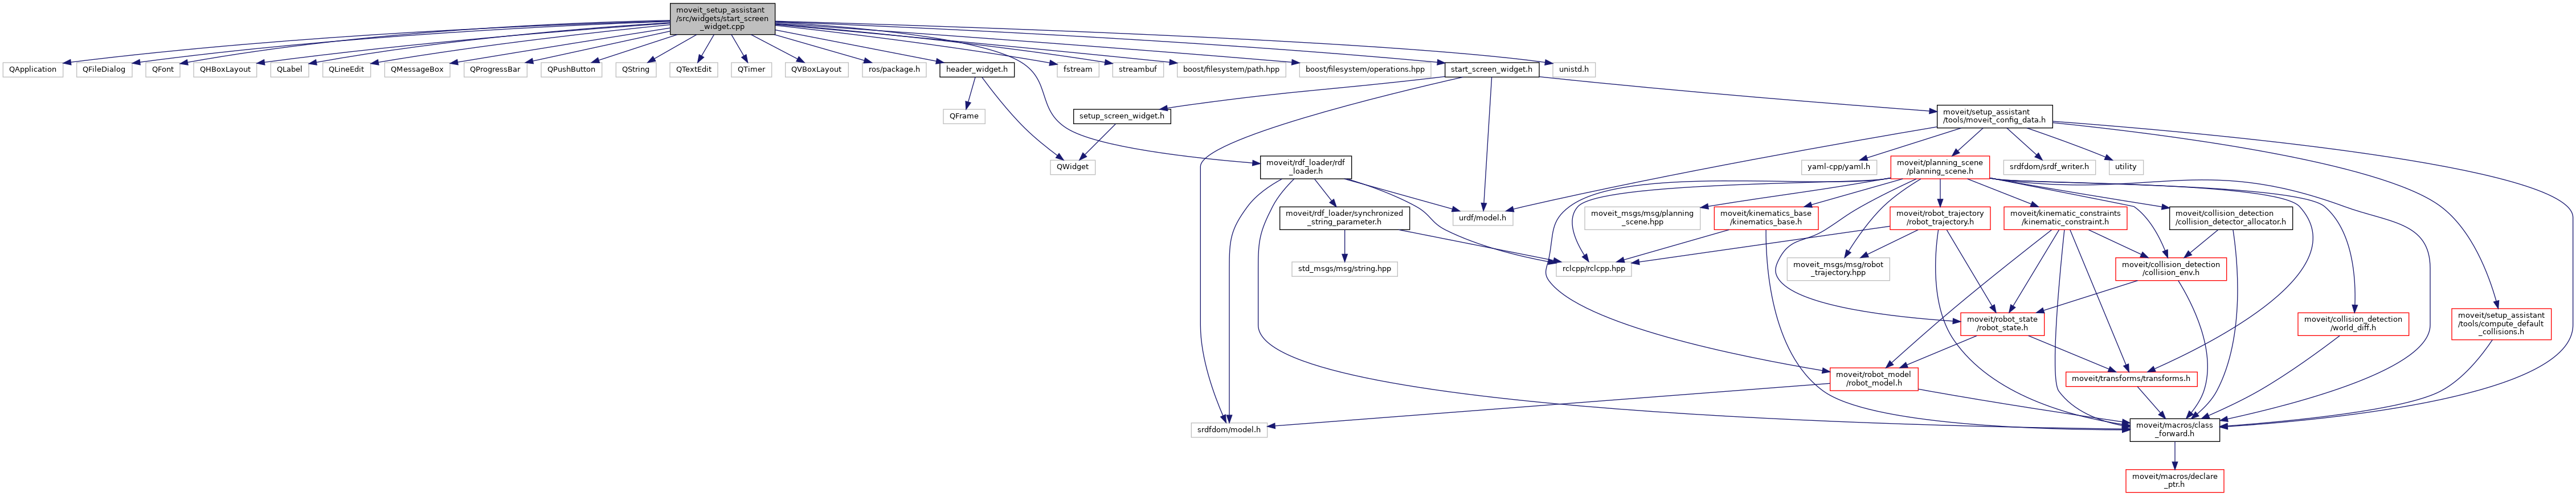 moveit_setup_assistant
/src/widgets/start_screen
_widget.cpp
QApplication
QFileDialog
QFont
QHBoxLayout
QLabel
QLineEdit
QMessageBox
QProgressBar
QPushButton
QString
QTextEdit
QTimer
QVBoxLayout
ros/package.h
header_widget.h
fstream
streambuf
boost/filesystem/path.hpp
boost/filesystem/operations.hpp
start_screen_widget.h
unistd.h
QFrame
setup_screen_widget.h
moveit/setup_assistant
/tools/moveit_config_data.h
QWidget
moveit/rdf_loader/rdf
_loader.h
yaml-cpp/yaml.h
moveit/planning_scene
/planning_scene.h
srdfdom/srdf_writer.h
utility
moveit/rdf_loader/synchronized
_string_parameter.h
urdf/model.h
moveit_msgs/msg/planning
_scene.hpp
moveit/kinematics_base
/kinematics_base.h
moveit/robot_trajectory
/robot_trajectory.h
moveit/kinematic_constraints
/kinematic_constraint.h
moveit/collision_detection
/collision_detector_allocator.h
std_msgs/msg/string.hpp
rclcpp/rclcpp.hpp
moveit_msgs/msg/robot
_trajectory.hpp
moveit/collision_detection
/collision_env.h
moveit/robot_state
/robot_state.h
moveit/collision_detection
/world_diff.h
moveit/setup_assistant
/tools/compute_default
_collisions.h
moveit/robot_model
/robot_model.h
moveit/transforms/transforms.h
srdfdom/model.h
moveit/macros/class
_forward.h
moveit/macros/declare
_ptr.h